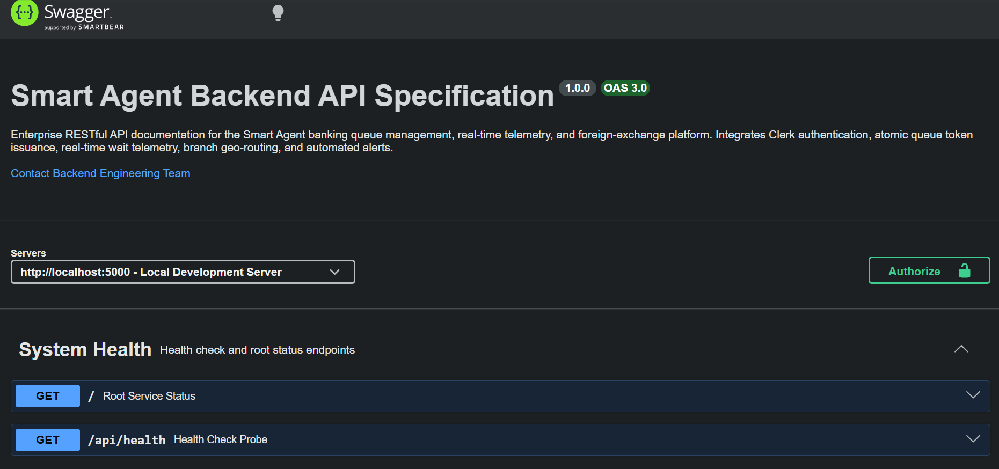 Swagger
Supported by SMARTBEAR
Smart Agent Backend API Specification 1.0.0 OAS 3.0
Enterprise RESTful API documentation for the Smart Agent banking queue management, real-time telemetry, and foreign-exchange platform. Integrates Clerk authentication, atomic queue token
issuance, real-time wait telemetry, branch geo-routing, and automated alerts.
Contact Backend Engineering Team
Servers
http://localhost:5000 - Local Development Server
Authorize
System Health Health check and root status endpoints
GET / Root Service Status
GET /api/health Health Check Probe